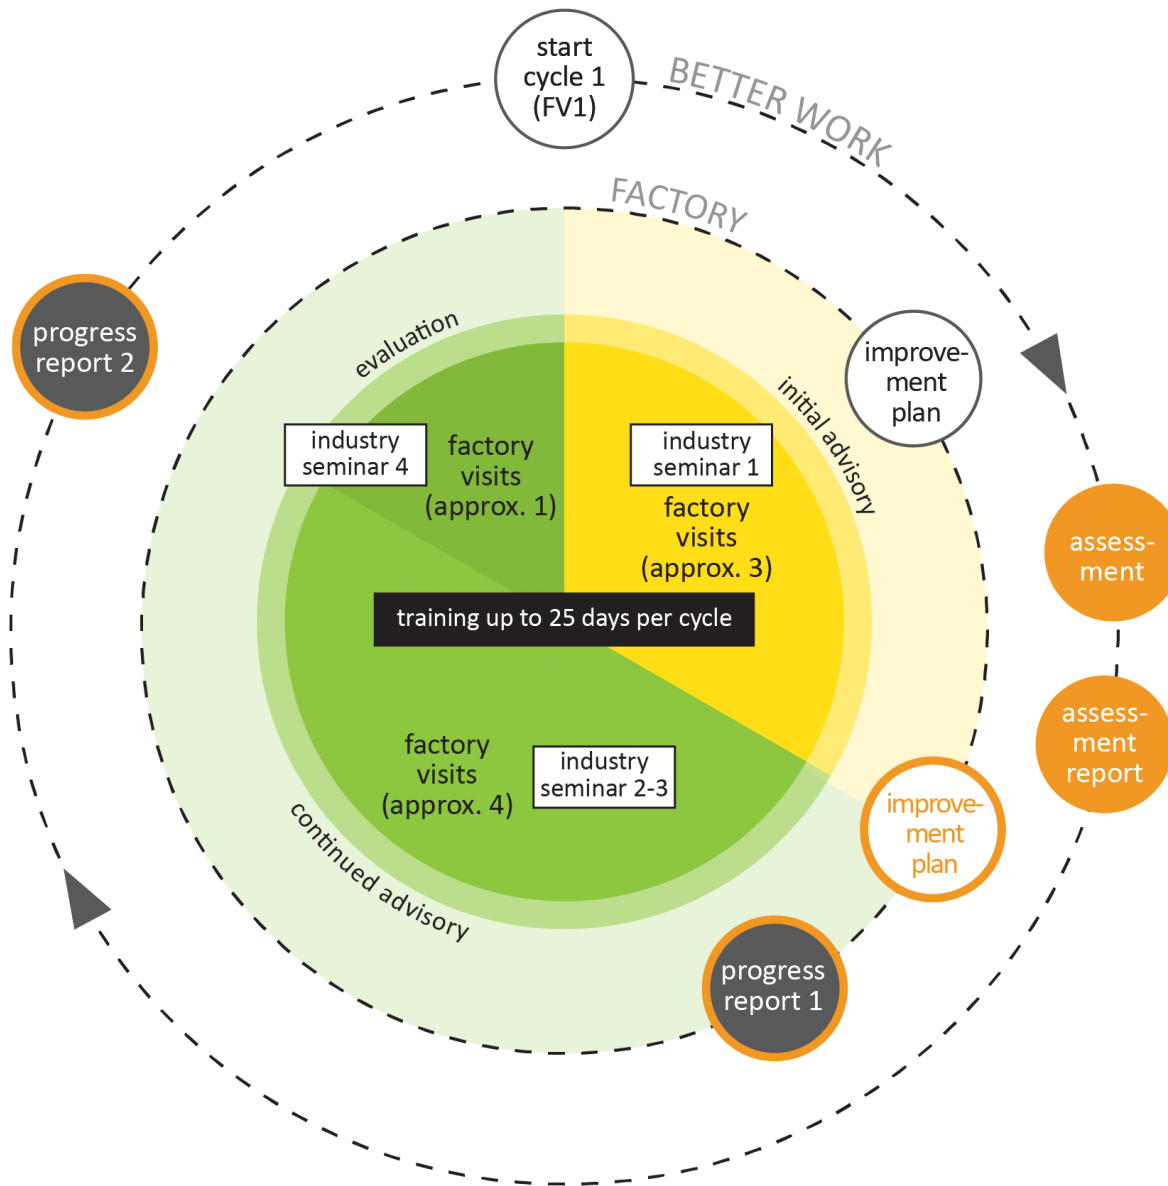 start
cycle 1
(FV1)
BETTER WORK
FACTORY
progress
report 2
evaluation
improve-
ment
plan
initial advisory
industry
seminar 4
factory
visits
(approx. 1)
industry
seminar 1
factory
visits
(approx. 3)
assess-
ment
training up to 25 days per cycle
assess-
ment
report
factory
visits
(approx. 4)
industry
seminar 2-3
improve-
ment
plan
continued advisory
progress
report 1